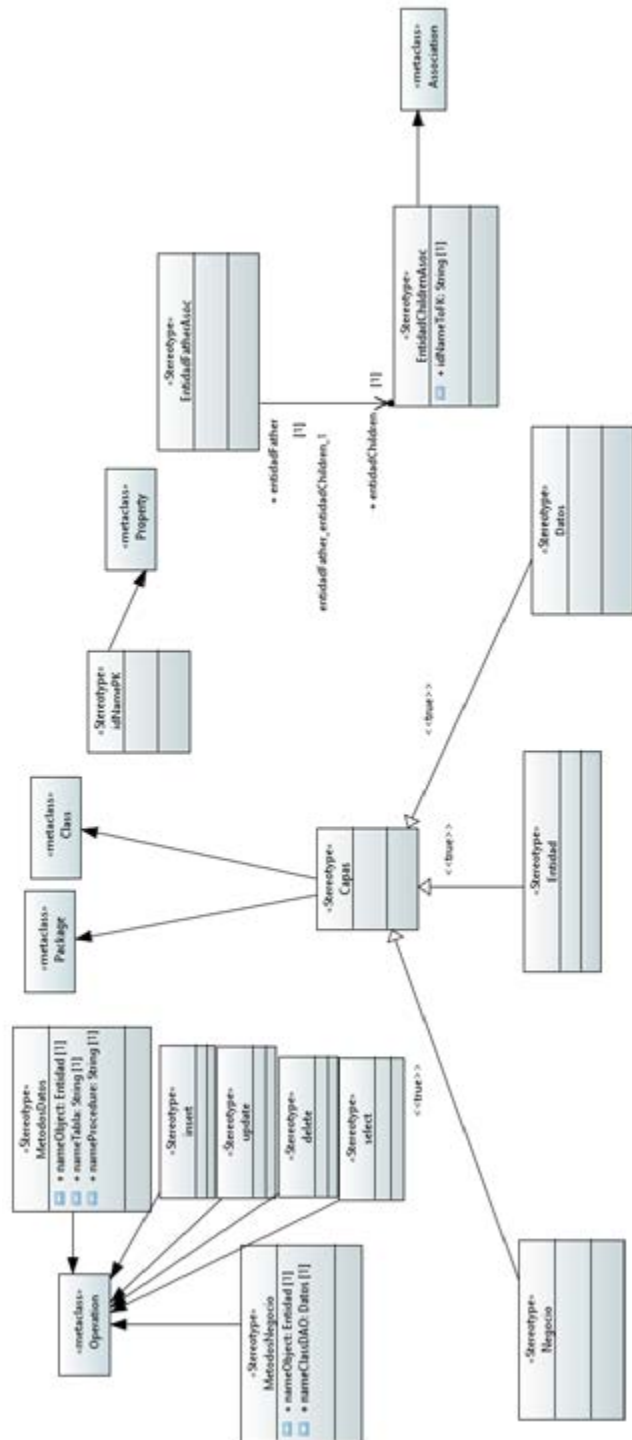 «metaclass»
Operation
«Stereotype»
MetodosDatos
+ nameObject: Entidad [1]
+ nameTabla: String [1]
+ nameProcedure: String [1]
«Stereotype»
insert
«Stereotype»
update
«Stereotype»
delete
«Stereotype»
select
«Stereotype»
MetodosNegocio
+ nameObject: Entidad [1]
+ nameClassDAO: Datos [1]
«metaclass»
Package
«metaclass»
Class
«Stereotype»
idNamePK
«metaclass»
Property
«Stereotype»
EntidadFatherAsoc
+ entidadFather
[1]
entidadFather_entidadChildren_1
+ entidadChildren
[1]
«Stereotype»
EntidadChildrenAsoc
+ idNameToFK: String [1]
«metaclass»
Association
«Stereotype»
Capas
<<true>>
<<true>>
<<true>>
«Stereotype»
Negocio
«Stereotype»
Entidad
«Stereotype»
Datos